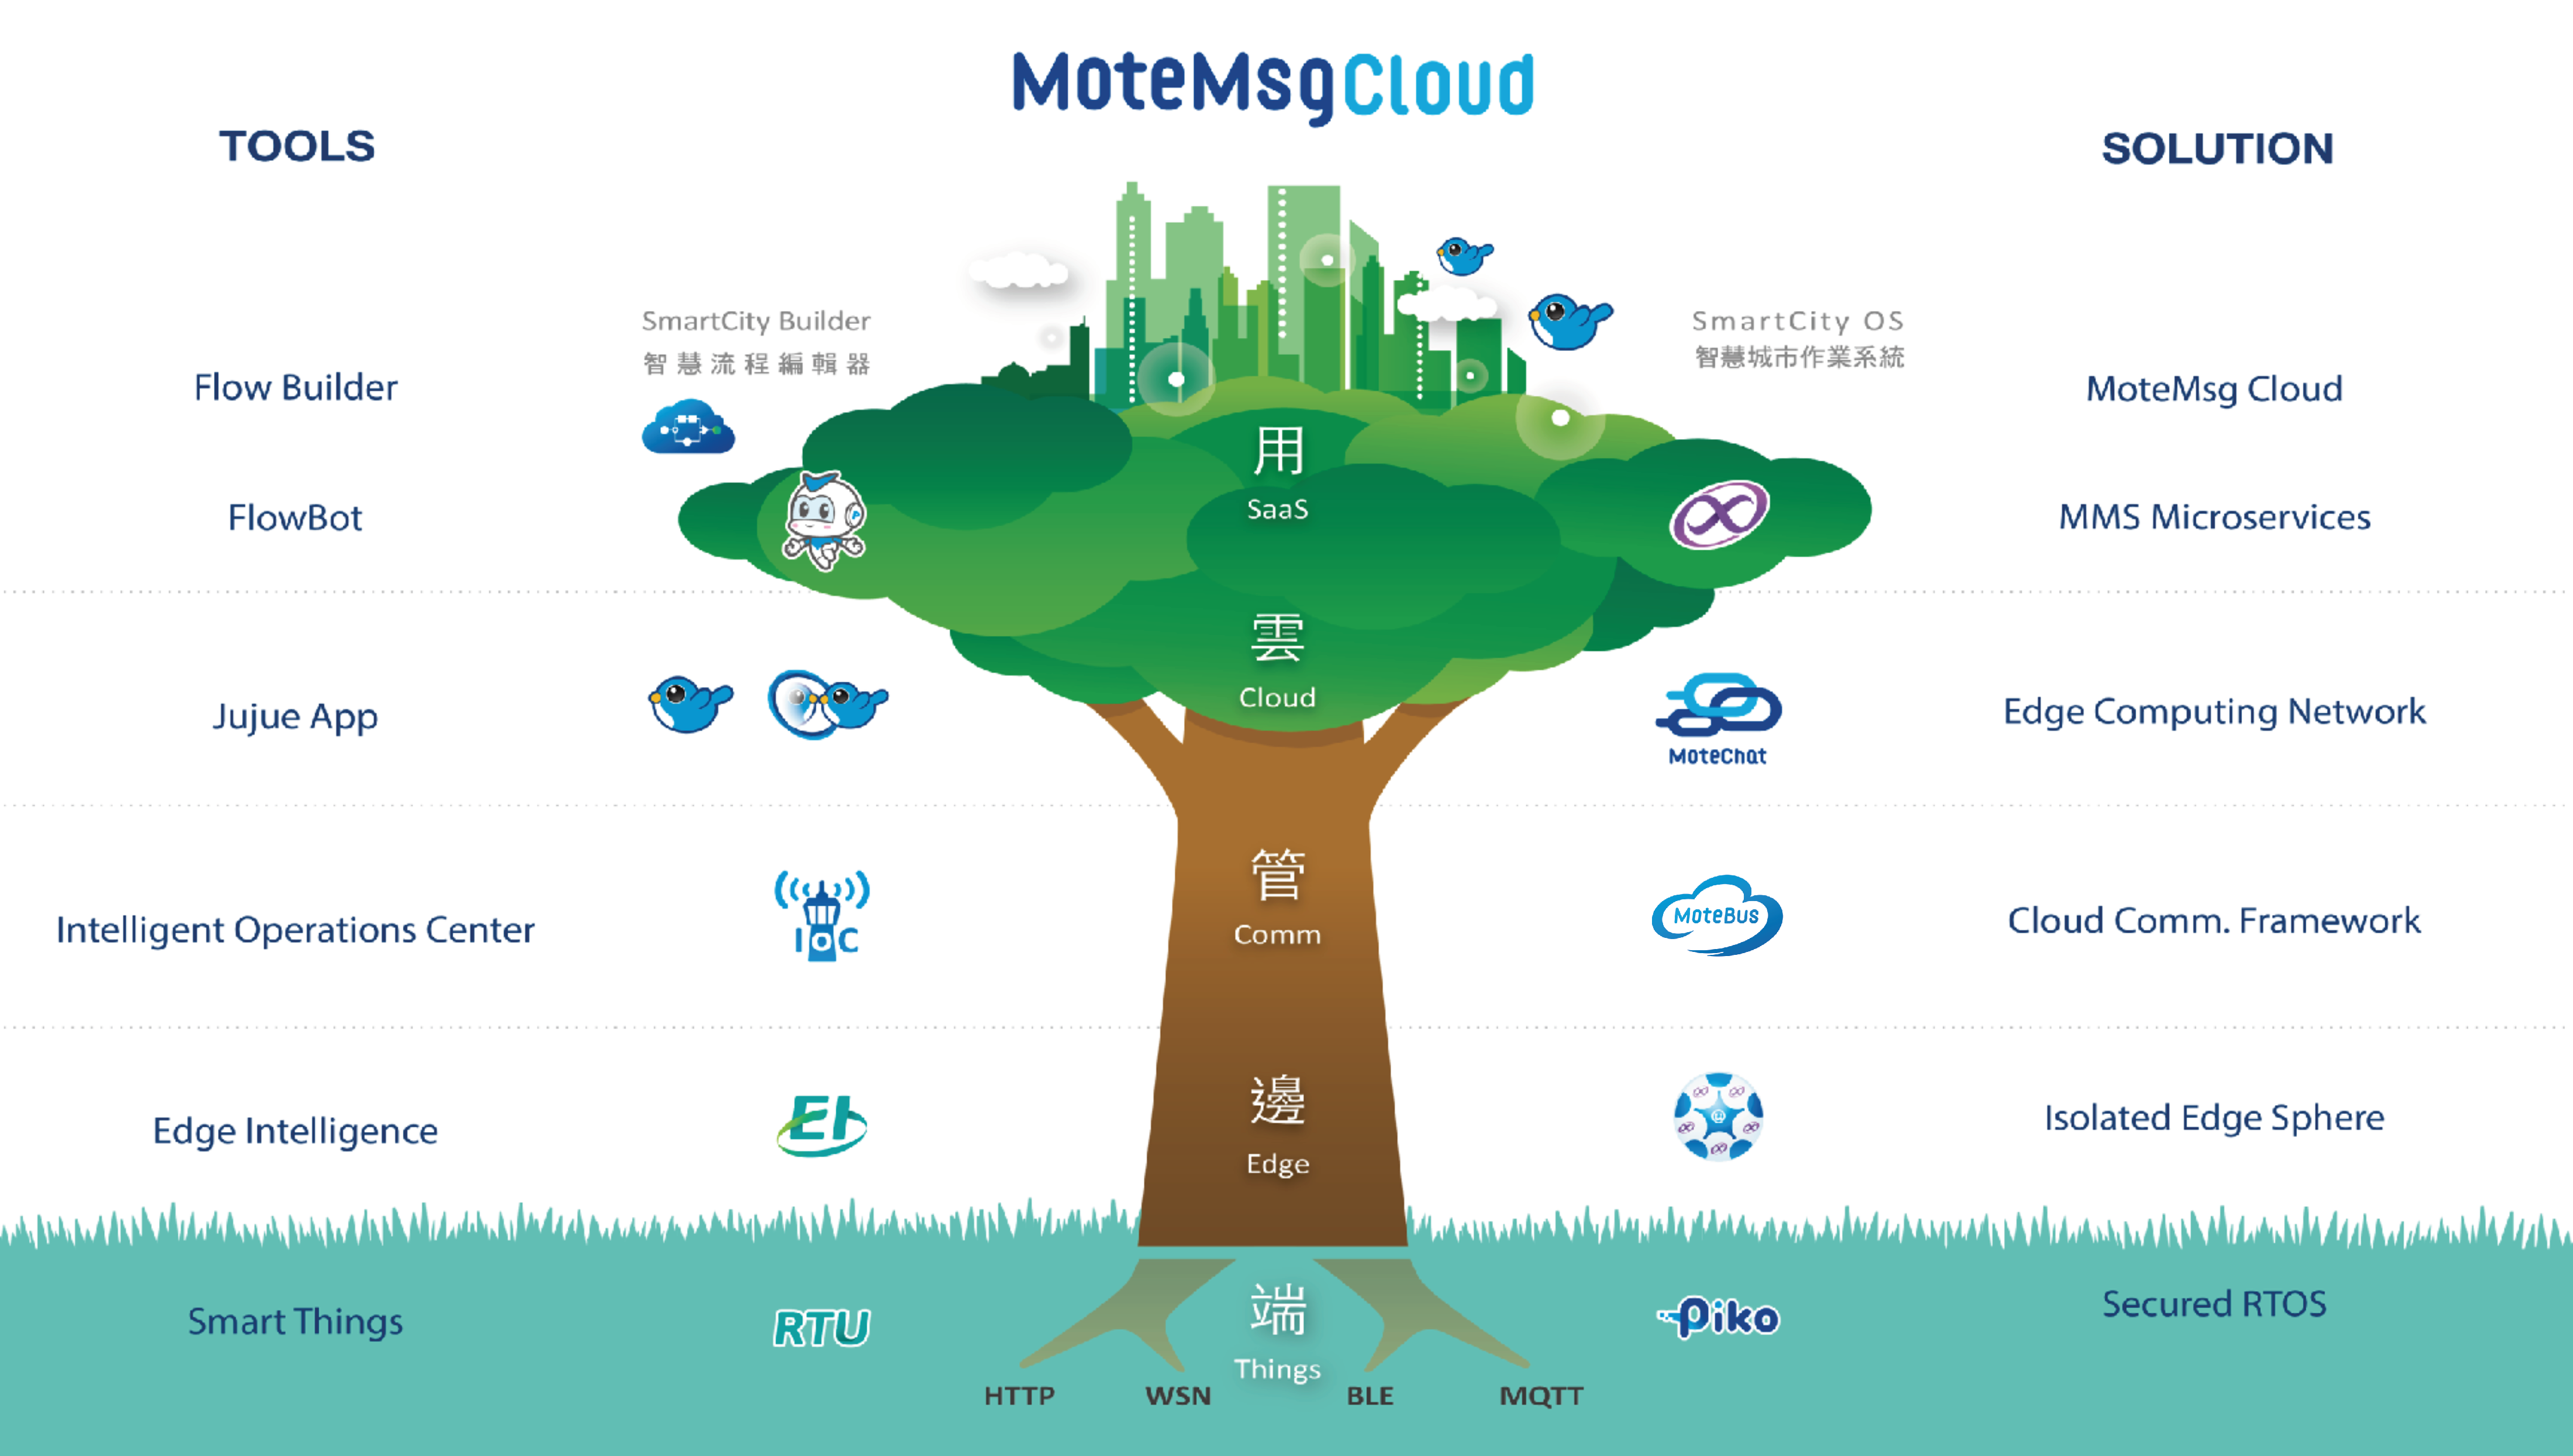 MoteMsgCloud
TOOLS
SOLUTION
SmartCity Builder
智慧流程編輯器
SmartCity OS
智慧城市作業系統
Flow Builder
MoteMsg Cloud
用
SaaS
FlowBot
MMS Microservices
雲
Cloud
Jujue App
MoteChat
Edge Computing Network
管
Comm
Intelligent Operations Center
IOC
MoteBus
Cloud Comm. Framework
邊
Edge
Edge Intelligence
EI
Isolated Edge Sphere
端
Things
Smart Things
RTU
Piko
Secured RTOS
HTTP
WSN
BLE
MQTT